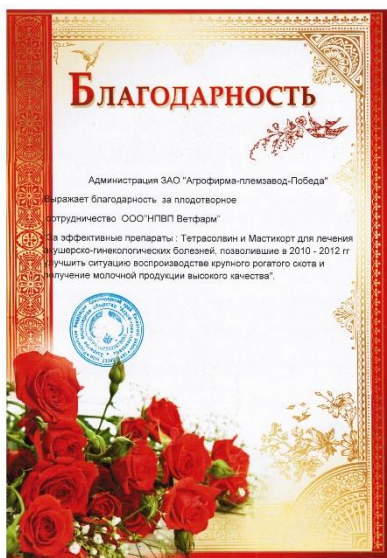 БЛАГОДАРНОСТЬ
Администрация ЗАО "Агрофирма-племзавод-Победа"
Выражает благодарность за плодотворное
сотрудничество ООО"НПВП Ветфарм"
"За эффективные препараты : Тетрасолвин и Мастикорт для лечения
акушерско-гинекологических болезней, позволившие в 2010 - 2012 гг
улучшить ситуацию воспроизводстве крупного рогатого скота и
получение молочной продукции высокого качества".